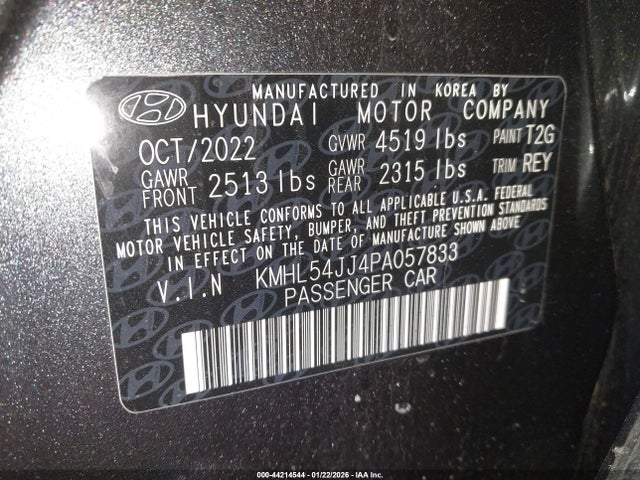 MANUFACTURED IN KOREA BY
HYUNDAI MOTOR COMPANY
OCT/2022 GVWR 4519 lbs PAINT T2G
GAWR FRONT 2513 lbs GAWR REAR 2315 lbs TRIM REY
THIS VEHICLE CONFORMS TO ALL APPLICABLE U.S.A. FEDERAL
MOTOR VEHICLE SAFETY, BUMPER, AND THEFT PREVENTION STANDARDS
IN EFFECT ON THE DATE OF MANUFACTURE SHOWN ABOVE.
V.I.N KMHL54JJ4PA057833
PASSENGER CAR
000-44214544 - 01/22/2026 - IAA Inc.